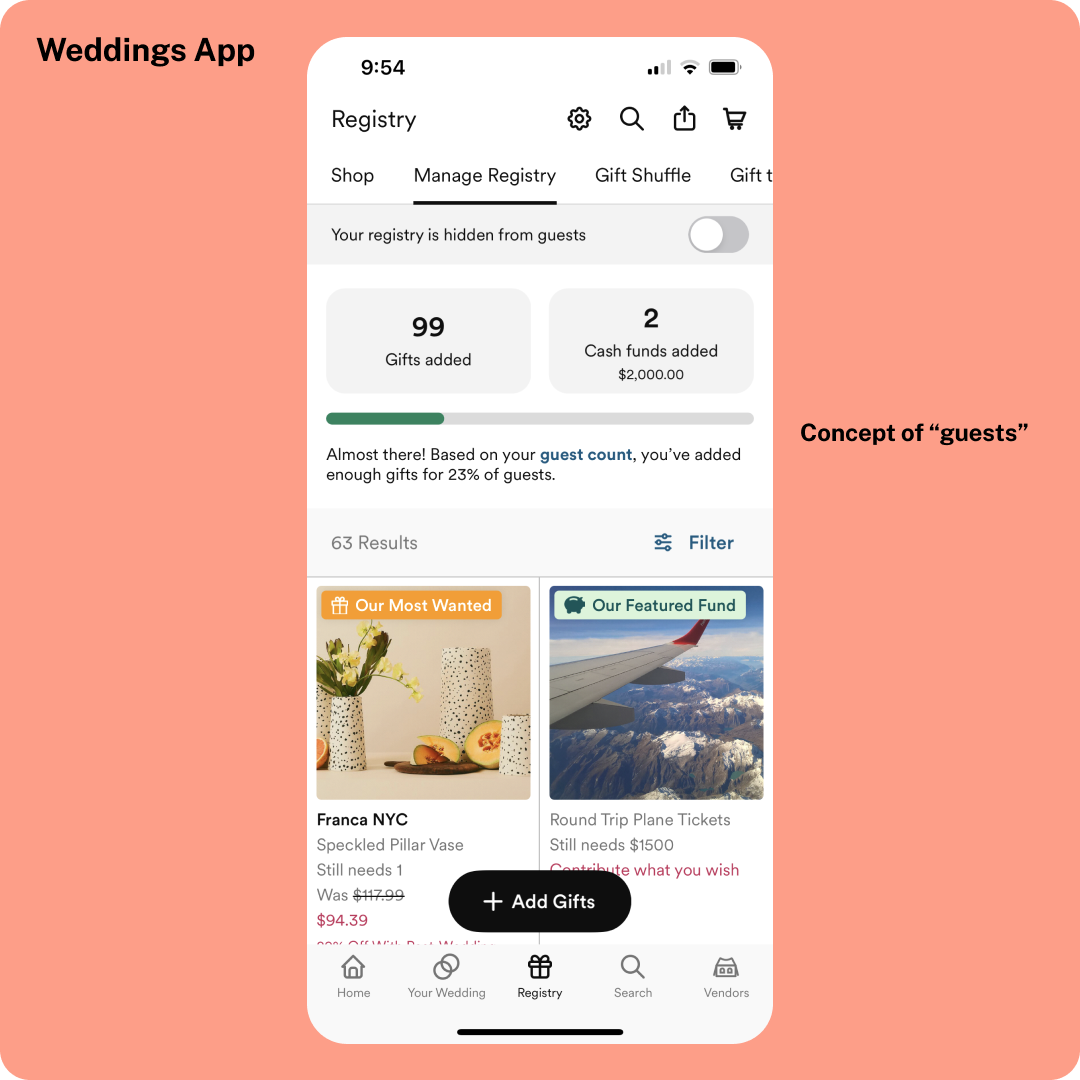 Weddings App
9:54
Registry
Shop
Manage Registry
Gift Shuffle
Gift t
Your registry is hidden from guests
99
Gifts added
2
Cash funds added
$2,000.00
Concept of “guests”
Almost there! Based on your guest count, you’ve added
enough gifts for 23% of guests.
63 Results
Filter
Our Most Wanted
Our Featured Fund
Franca NYC
Speckled Pillar Vase
Still needs 1
Was $117.99
$94.39
Round Trip Plane Tickets
Still needs $1500
Contribute what you wish
Add Gifts
Home
Your Wedding
Registry
Search
Vendors